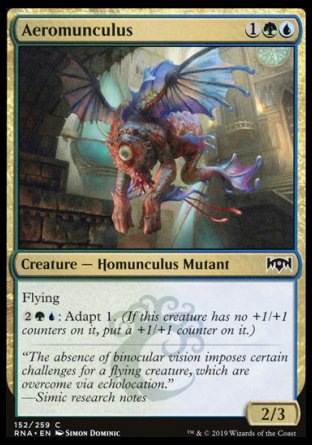 Aeromunculus 1
Creature — Homunculus Mutant
Flying
2: Adapt 1. (If this creature has no +1/+1
counters on it, put a +1/+1 counter on it.)
"The absence of binocular vision imposes certain
challenges for a flying creature, which are
overcome via echolocation."
—Simic research notes
2/3
152/259 C
RNA • EN Simon Dominic
™ & © 2019 Wizards of the Coast